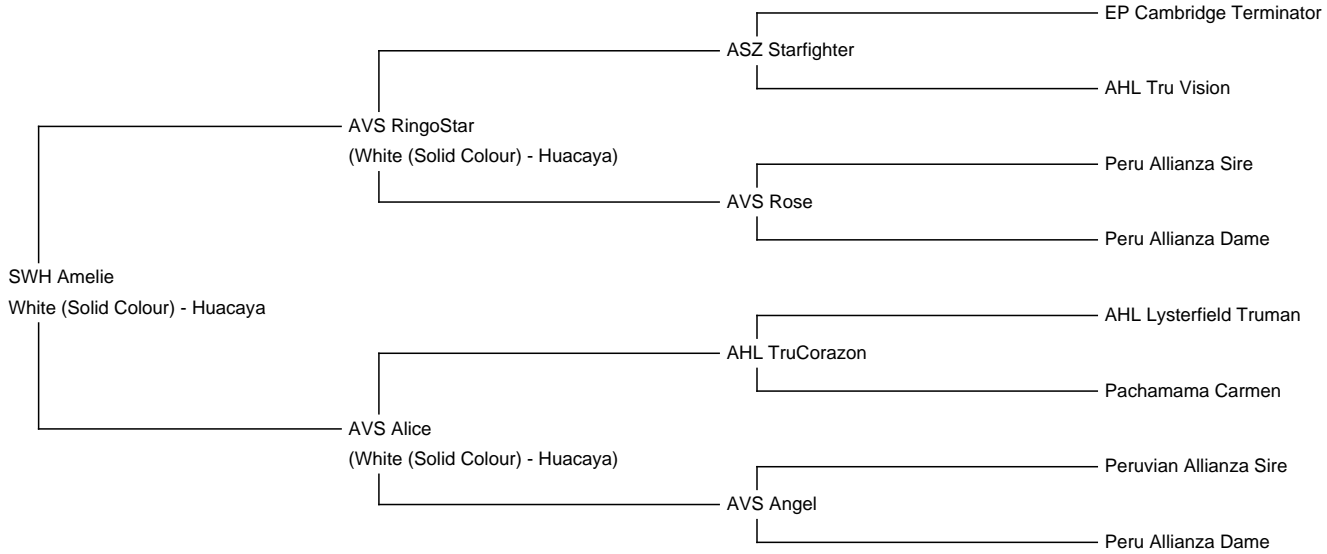 EP Cambridge Terminator
ASZ Starfighter
AHL Tru Vision
AVS RingoStar
(White (Solid Colour) - Huacaya)
Peru Allianza Sire
AVS Rose
Peru Allianza Dame
SWH Amelie
White (Solid Colour) - Huacaya
AHL Lysterfield Truman
AHL TruCorazon
Pachamama Carmen
AVS Alice
(White (Solid Colour) - Huacaya)
Peruvian Allianza Sire
AVS Angel
Peru Allianza Dame